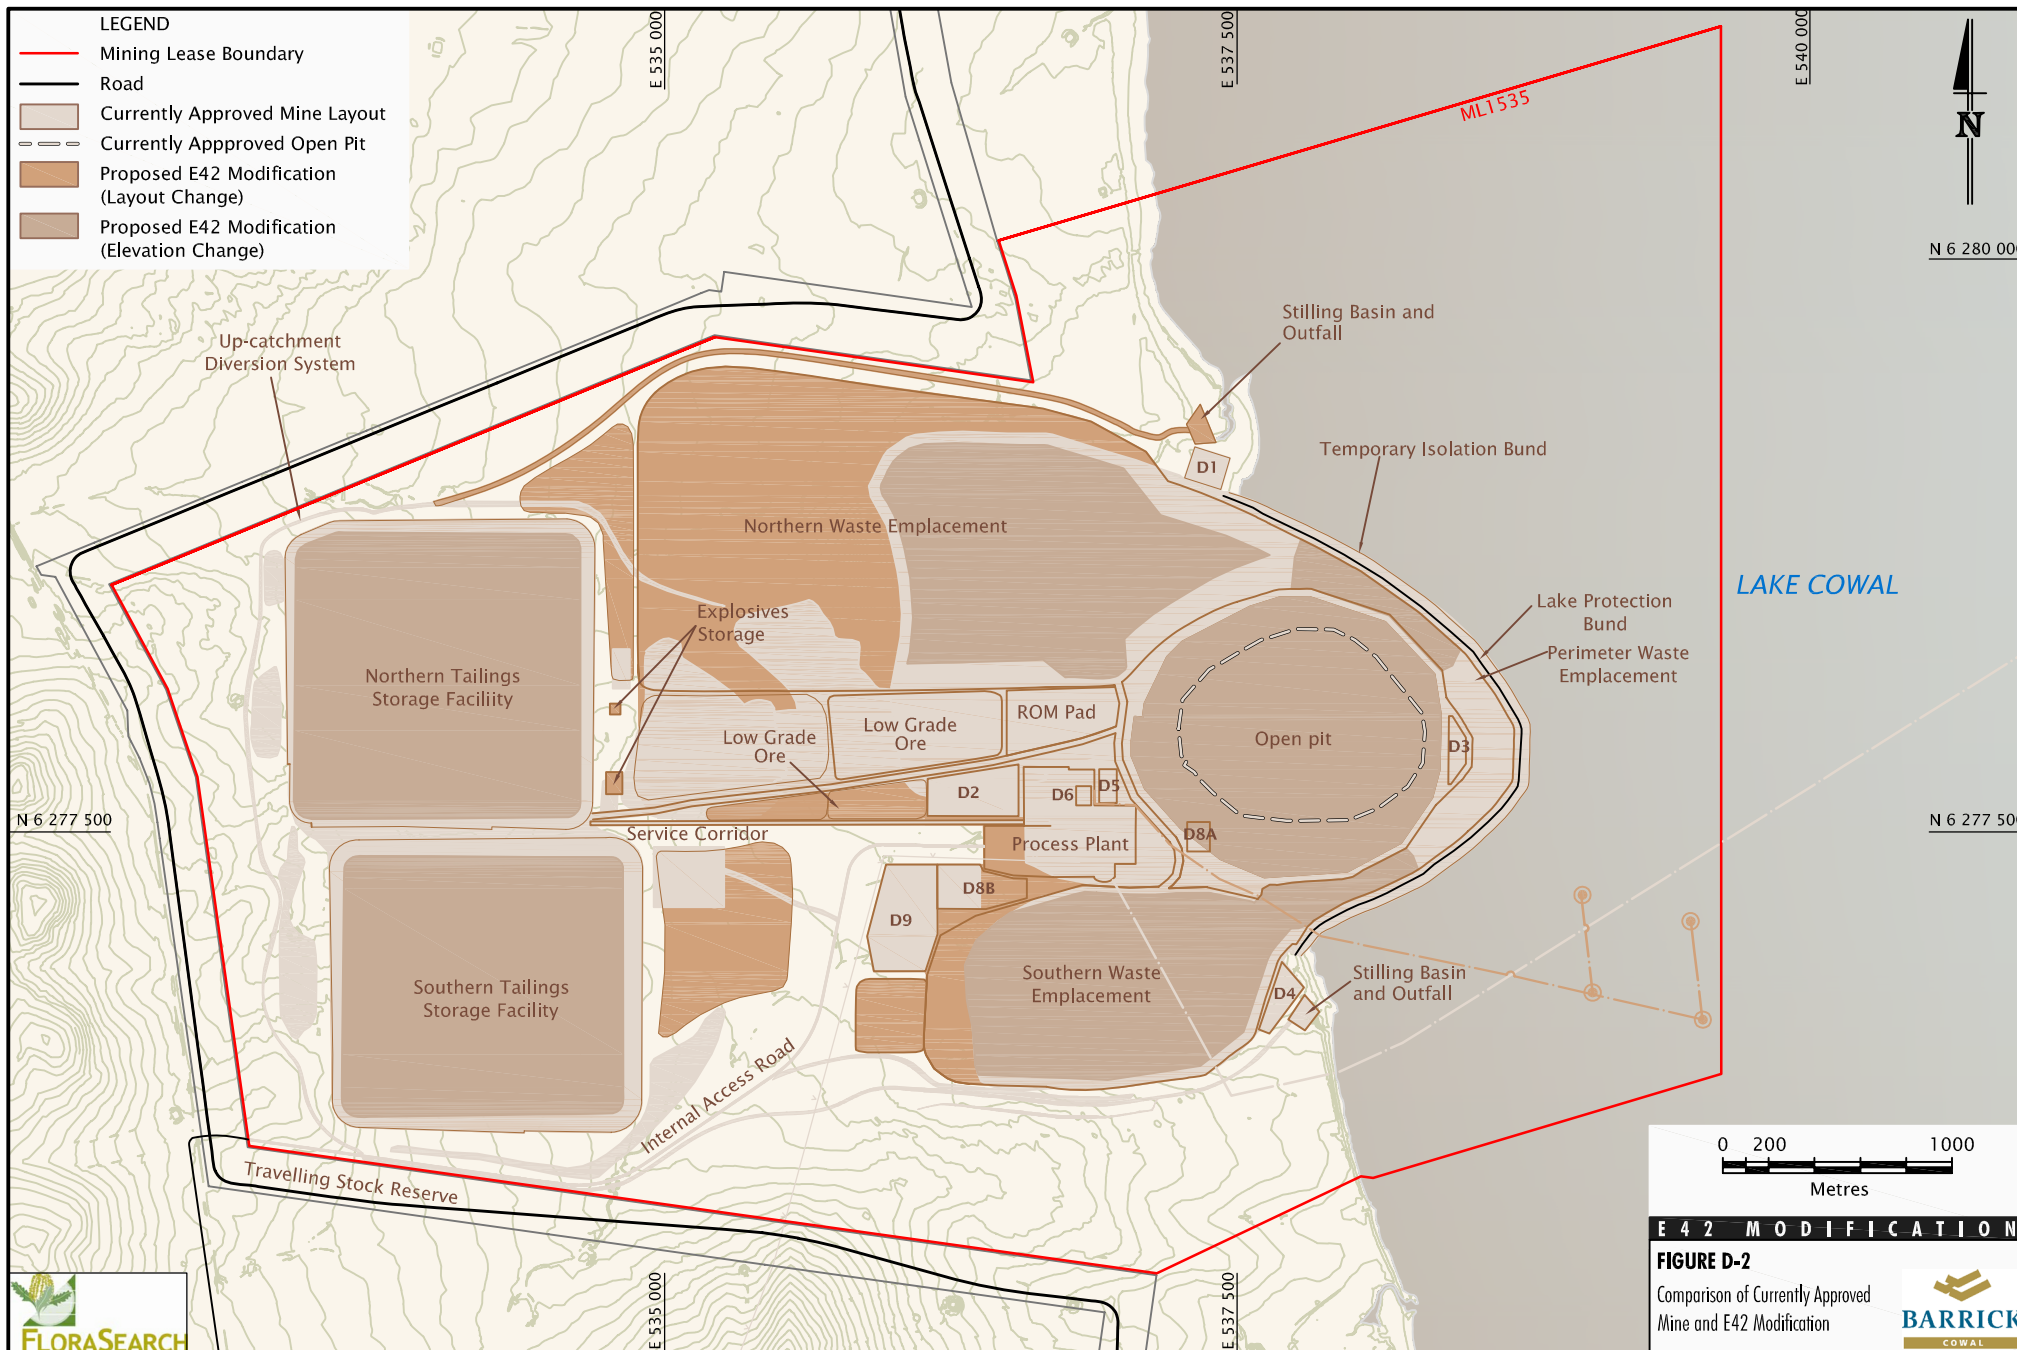 LEGEND
Mining Lease Boundary
Road
Currently Approved Mine Layout
Currently Appproved Open Pit
Proposed E42 Modification
(Layout Change)
Proposed E42 Modification
(Elevation Change)
E 535 000
E 537 500
E 540 000
N
ML1535
N 6 280 000
Stilling Basin and
Outfall
Up-catchment
Diversion System
Temporary Isolation Bund
D1
Northern Waste Emplacement
LAKE COWAL
Lake Protection
Bund
Explosives
Storage
Perimeter Waste
Emplacement
Northern Tailings
Storage Faciliity
ROM Pad
Low Grade
Ore
Low Grade
Ore
Open pit
D3
D2
D6
D5
N 6 277 500
N 6 277 500
Service Corridor
Process Plant
D8A
D8B
D9
Southern Waste
Emplacement
Stilling Basin
and Outfall
D4
Southern Tailings
Storage Facility
Internal Access Road
Travelling Stock Reserve
0 200 1000
Metres
E42 MODIFICATION
FIGURE D-2
Comparison of Currently Approved
Mine and E42 Modification
BARRICK
COWAL
FLORASEARCH
E 535 000
E 537 500